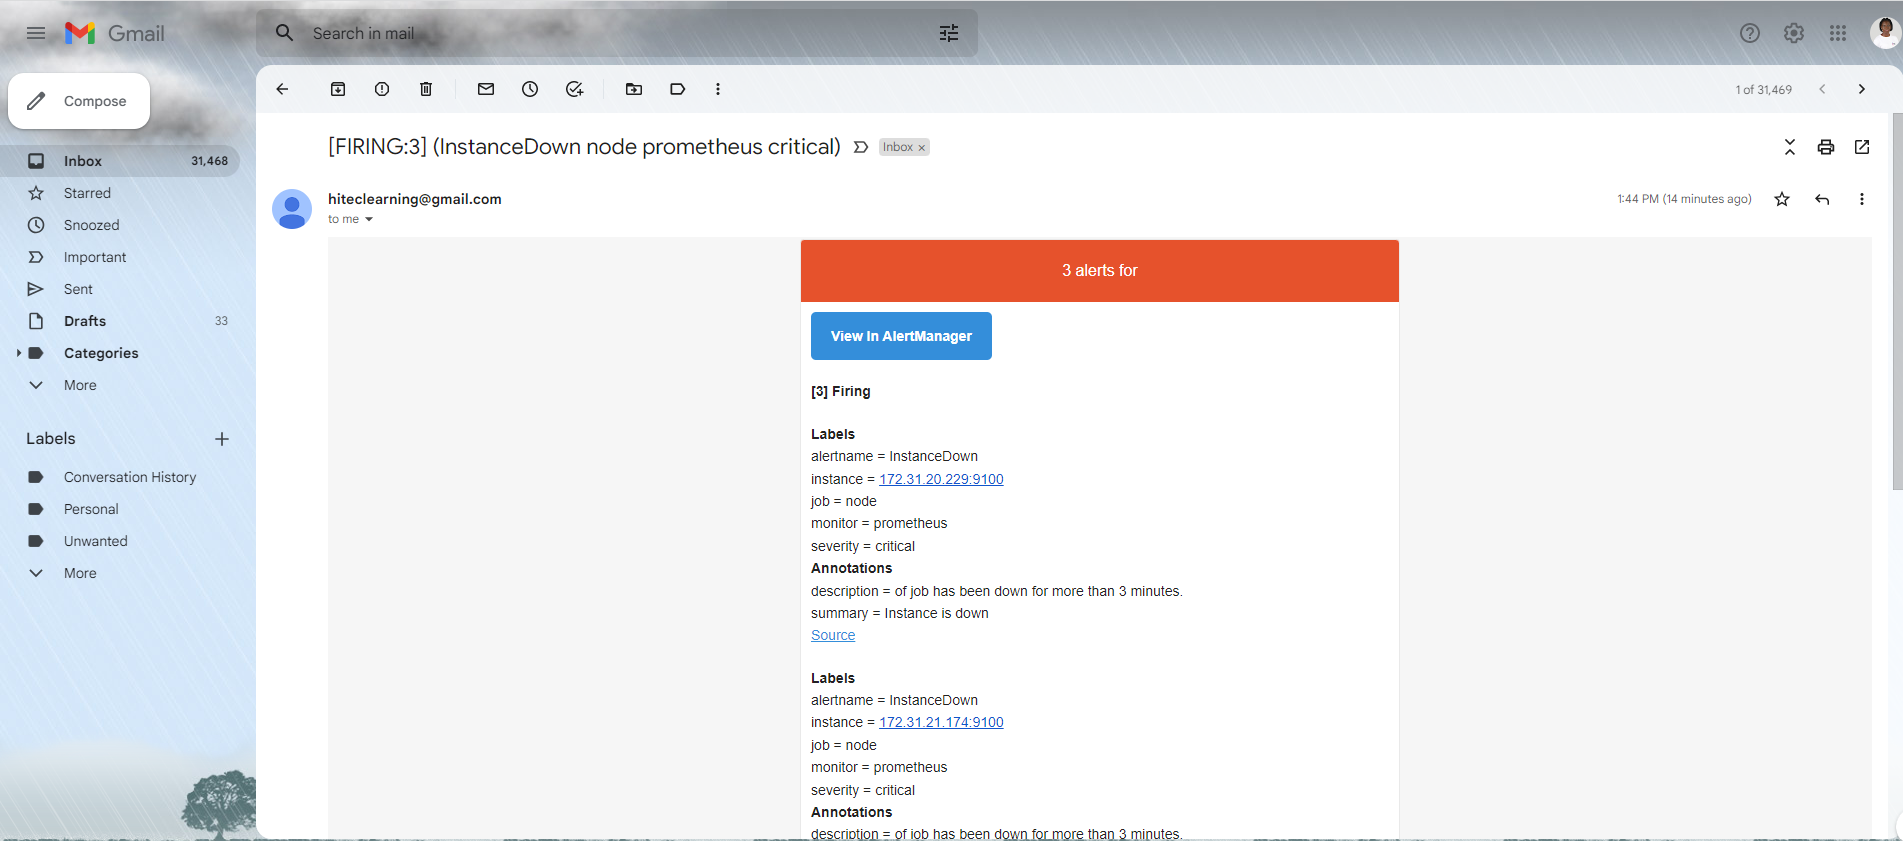 Gmail
Search in mail
Compose
1 of 31,469
[FIRING:3] (InstanceDown node prometheus critical)
Inbox ×
Inbox 31,468
Starred
Snoozed
Important
Sent
Drafts 33
Categories
More
Labels
Conversation History
Personal
Unwanted
More
hiteclearning@gmail.com
to me
1:44 PM (14 minutes ago)
3 alerts for
View In AlertManager
[3] Firing
Labels
alertname = InstanceDown
instance = 172.31.20.229:9100
job = node
monitor = prometheus
severity = critical
Annotations
description = of job has been down for more than 3 minutes.
summary = Instance is down
Source
Labels
alertname = InstanceDown
instance = 172.31.21.174:9100
job = node
monitor = prometheus
severity = critical
Annotations
description = of job has been down for more than 3 minutes.